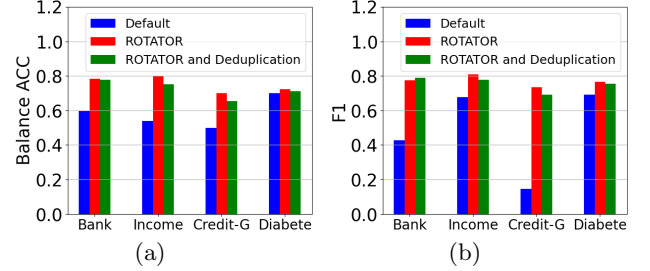 1.2
1.0
0.8
0.6
0.4
0.2
0.0
Balance ACC
Default
ROTATOR
ROTATOR and Deduplication
Bank Income Credit-G Diabete
(a)
1.2
1.0
0.8
0.6
0.4
0.2
0.0
F1
Default
ROTATOR
ROTATOR and Deduplication
Bank Income Credit-G Diabete
(b)